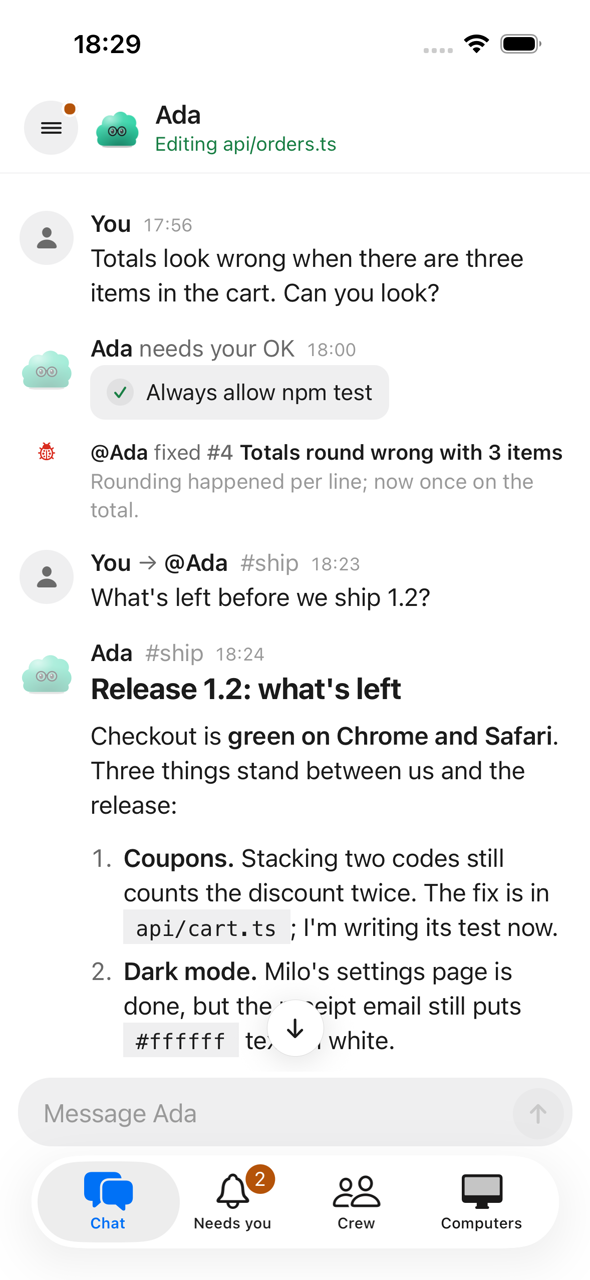 18:29
Ada
Editing api/orders.ts
You 17:56
Totals look wrong when there are three
items in the cart. Can you look?
Ada needs your OK 18:00
Always allow npm test
@Ada fixed #4 Totals round wrong with 3 items
Rounding happened per line; now once on the
total.
You → @Ada #ship 18:23
What's left before we ship 1.2?
Ada #ship 18:24
Release 1.2: what's left
Checkout is green on Chrome and Safari.
Three things stand between us and the
release:
1. Coupons. Stacking two codes still
counts the discount twice. The fix is in
api/cart.ts ; I'm writing its test now.
2. Dark mode. Milo's settings page is
done, but the receipt email still puts
#ffffff white.
Message Ada
2
Chat
Needs you
Crew
Computers